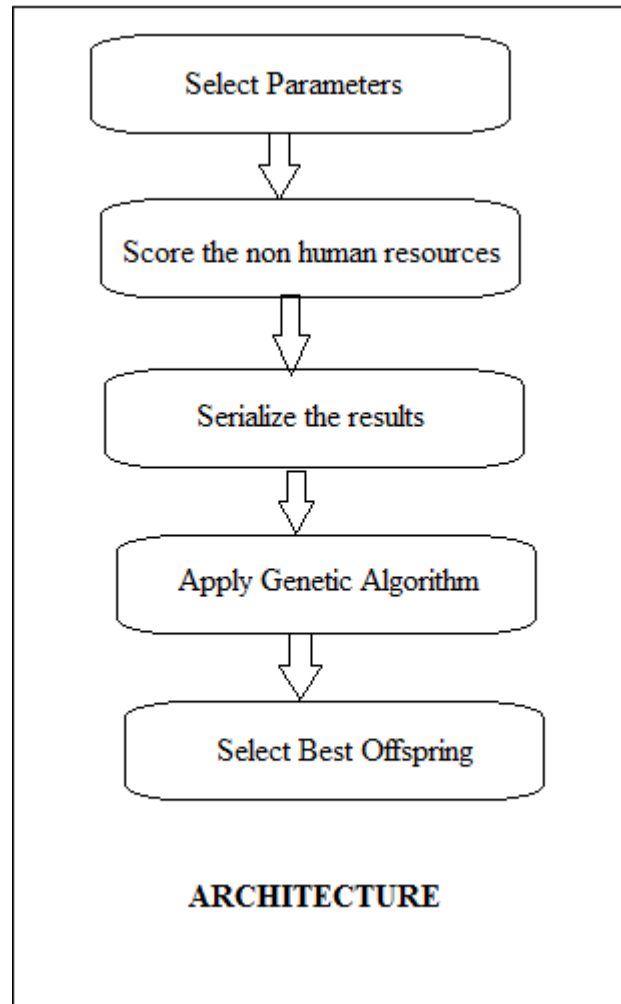 Select Parameters
Score the non human resources
Serialize the results
Apply Genetic Algorithm
Select Best Offspring
ARCHITECTURE